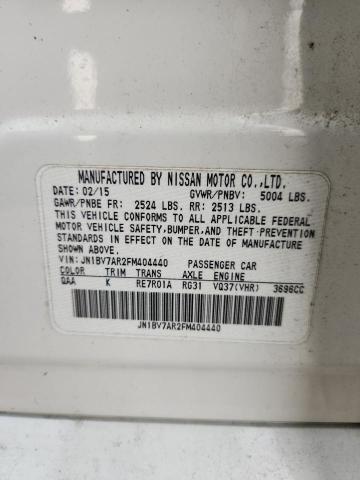 MANUFACTURED BY NISSAN MOTOR CO.,LTD.
DATE: 02/15 GVWR/PNBV: 5004 LBS.
GAWR/PNBE FR: 2524 LBS. RR: 2513 LBS.
THIS VEHICLE CONFORMS TO ALL APPLICABLE FEDERAL
MOTOR VEHICLE SAFETY, BUMPER, AND THEFT PREVENTION
STANDARDS IN EFFECT ON THE DATE OF MANUFACTURE
SHOWN ABOVE.
VIN: JN1BV7AR2FM404440 PASSENGER CAR
COLOR TRIM TRANS AXLE ENGINE
QAA K RE7R01A RG31 VQ37(VHR) 3696CC
JN1BV7AR2FM404440